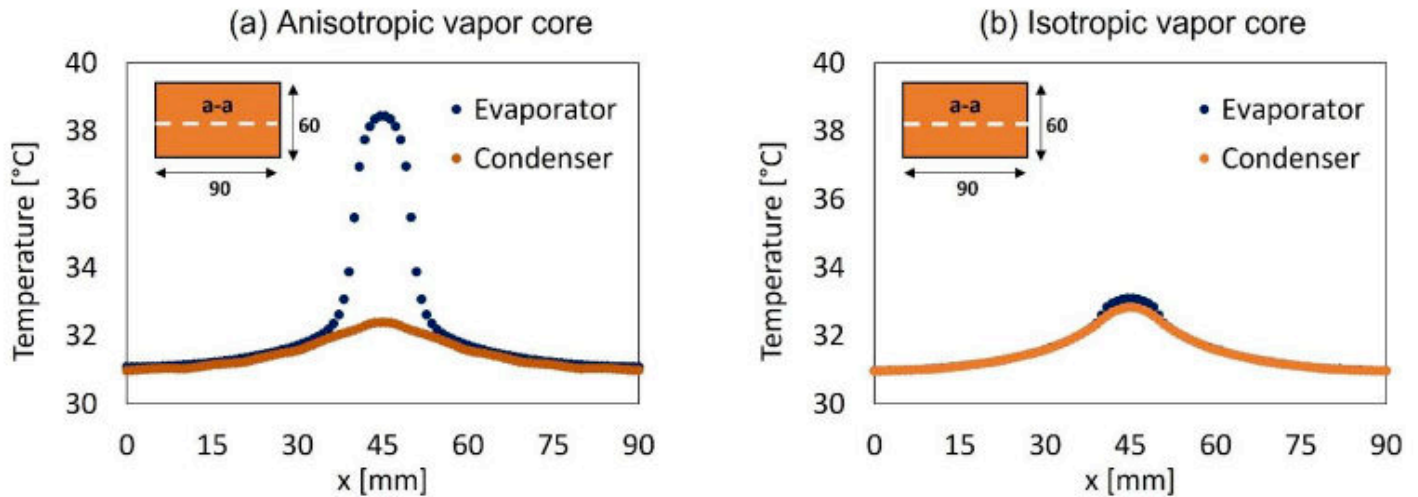 (a) Anisotropic vapor core
Temperature [°C]
40
38
36
34
32
30
a-a
60
90
Evaporator
Condenser
0 15 30 45 60 75 90
x [mm]
(b) Isotropic vapor core
Temperature [°C]
40
38
36
34
32
30
a-a
60
90
Evaporator
Condenser
0 15 30 45 60 75 90
x [mm]